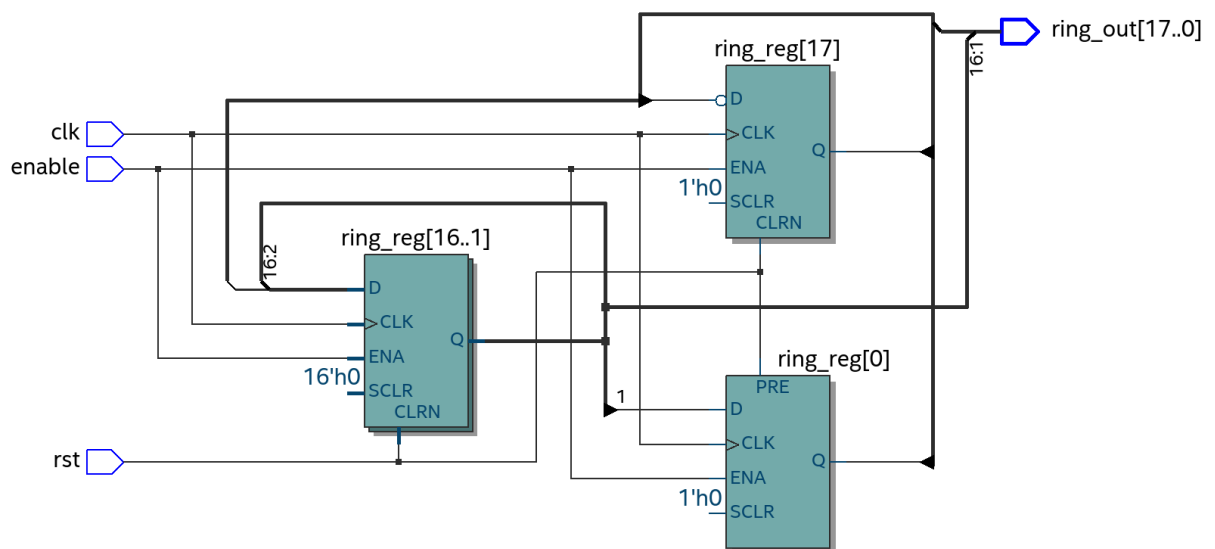 ring_out[17..0]
16:1
ring_reg[17]
D
CLK
ENA
1'h0
SCLR
CLRN
Q
clk
enable
16:2
ring_reg[16..1]
D
CLK
ENA
16'h0
SCLR
CLRN
Q
ring_reg[0]
PRE
1
D
CLK
ENA
1'h0
SCLR
Q
rst